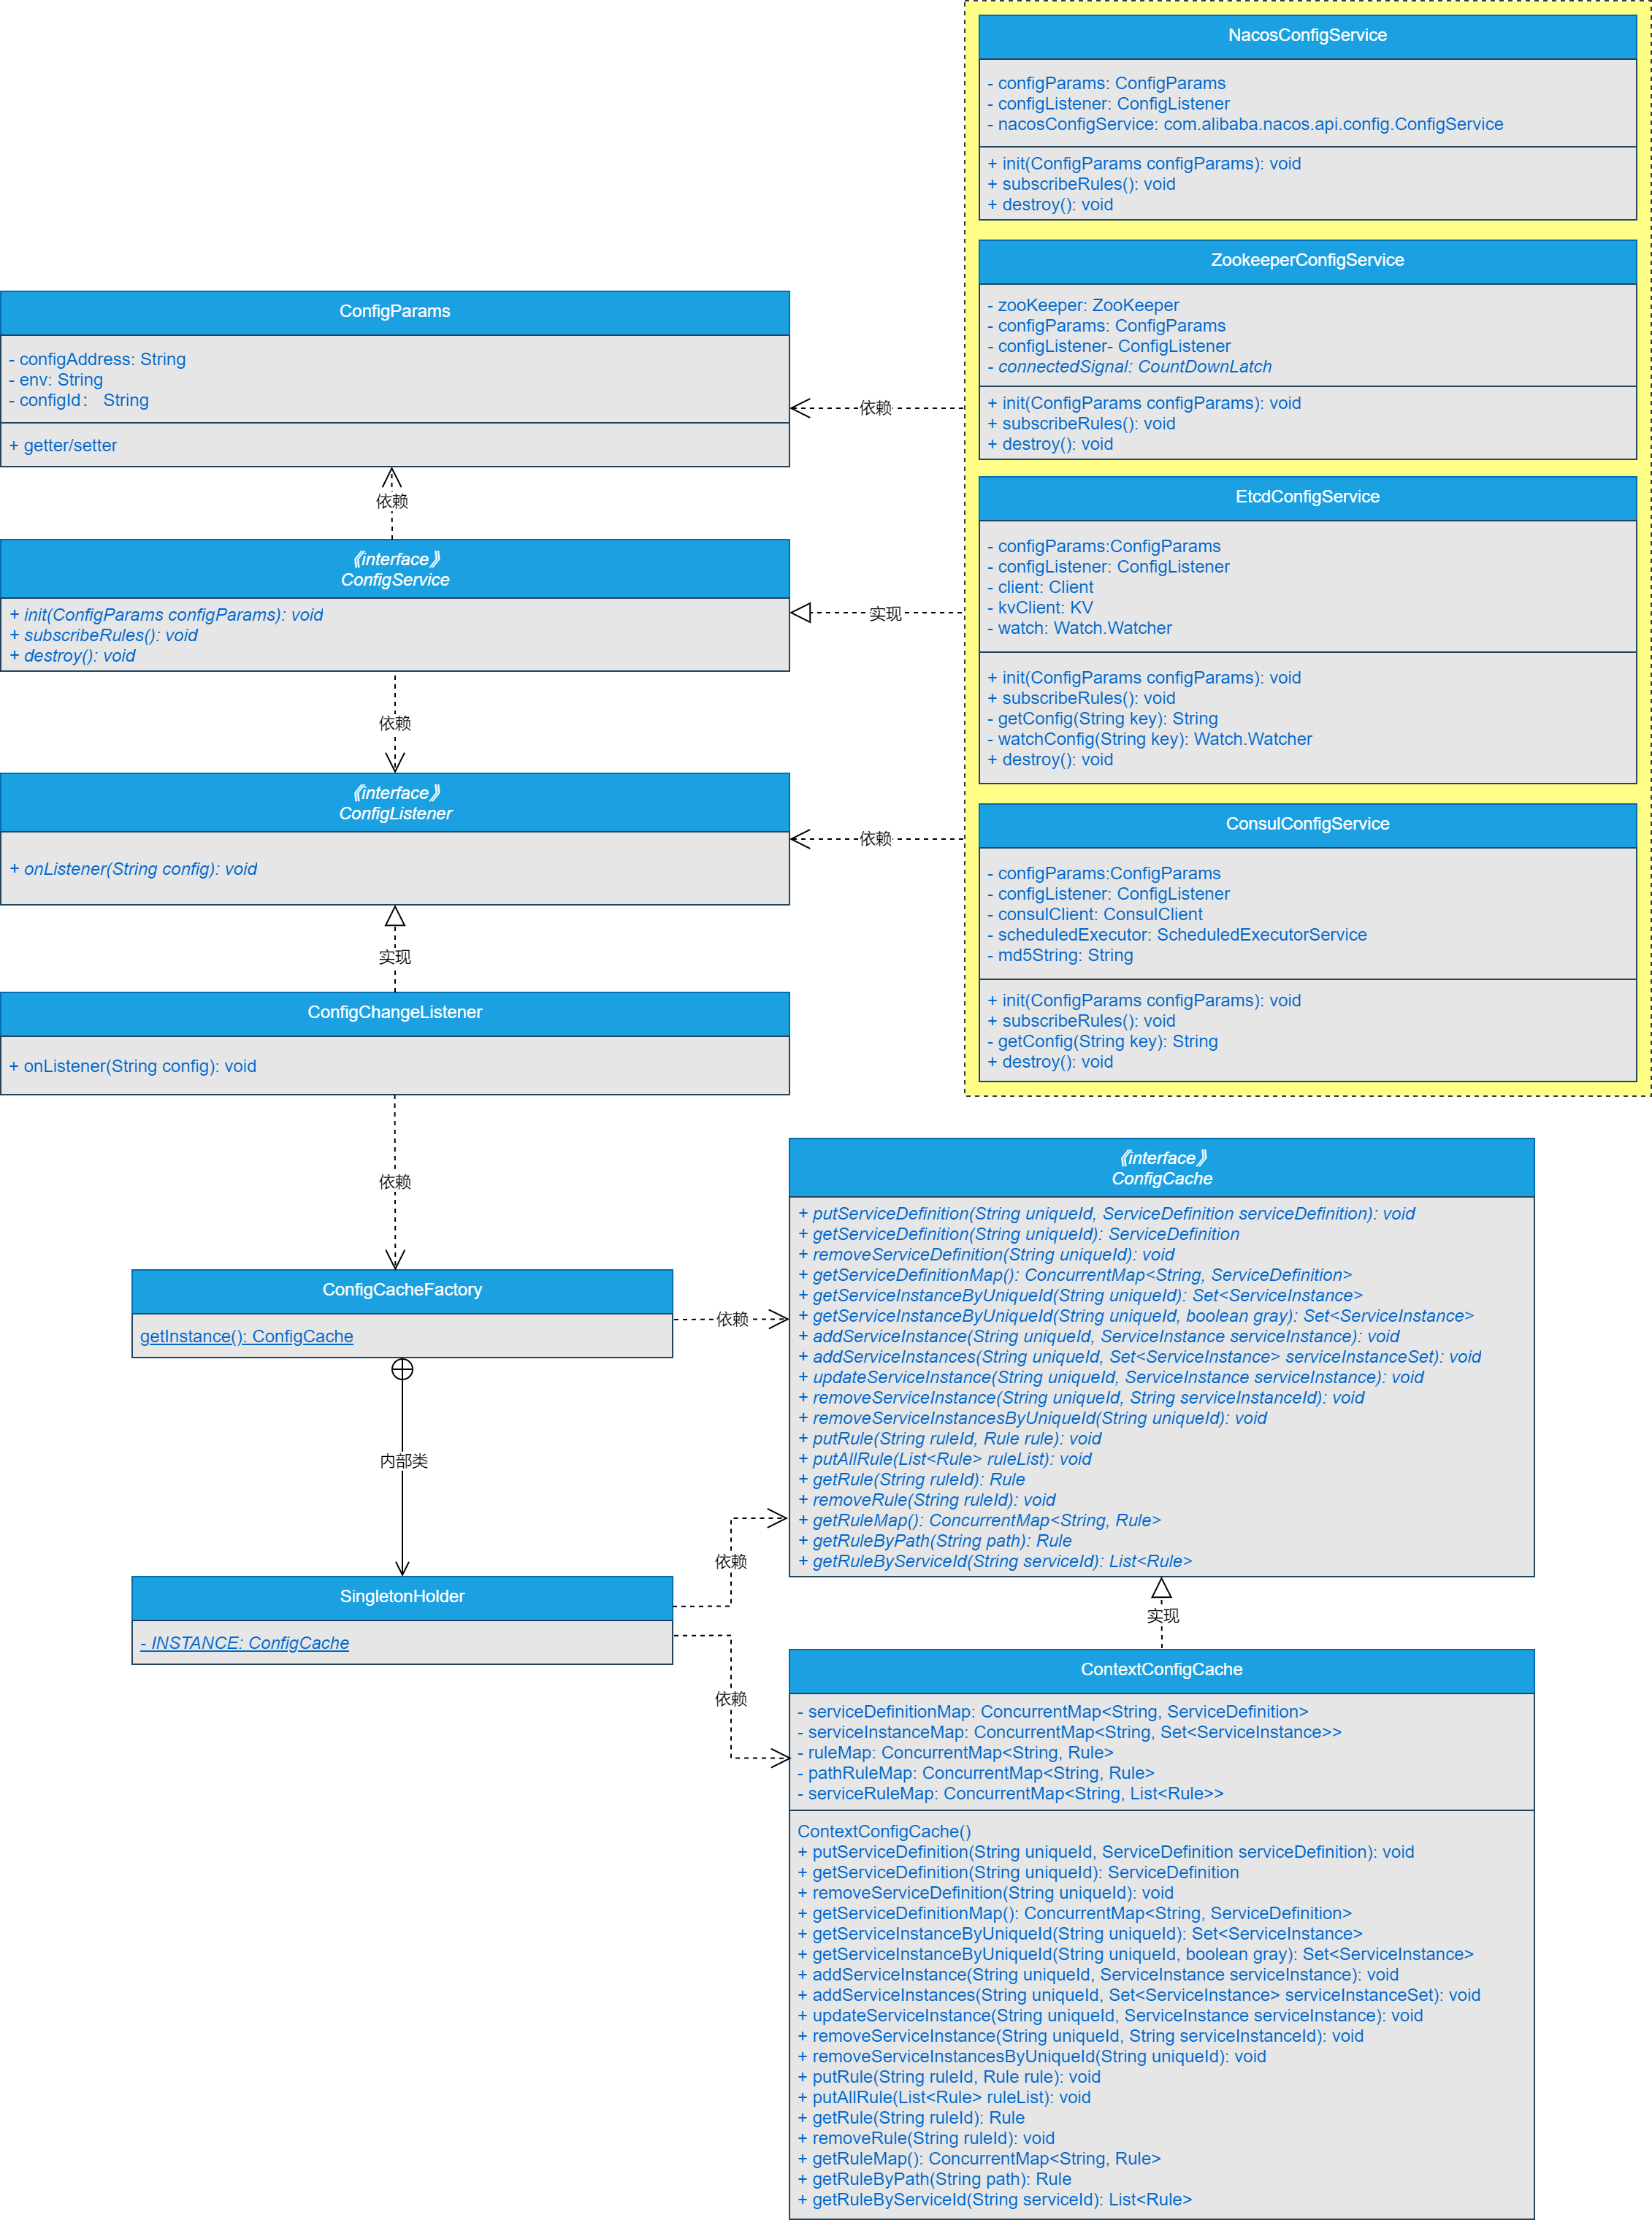 NacosConfigService
- configParams: ConfigParams
- configListener: ConfigListener
- nacosConfigService: com.alibaba.nacos.api.config.ConfigService
+ init(ConfigParams configParams): void
+ subscribeRules(): void
+ destroy(): void
ZookeeperConfigService
- zooKeeper: ZooKeeper
- configParams: ConfigParams
- configListener- ConfigListener
- connectedSignal: CountDownLatch
+ init(ConfigParams configParams): void
+ subscribeRules(): void
+ destroy(): void
EtcdConfigService
- configParams:ConfigParams
- configListener: ConfigListener
- client: Client
- kvClient: KV
- watch: Watch.Watcher
+ init(ConfigParams configParams): void
+ subscribeRules(): void
- getConfig(String key): String
- watchConfig(String key): Watch.Watcher
+ destroy(): void
ConsulConfigService
- configParams:ConfigParams
- configListener: ConfigListener
- consulClient: ConsulClient
- scheduledExecutor: ScheduledExecutorService
- md5String: String
+ init(ConfigParams configParams): void
+ subscribeRules(): void
- getConfig(String key): String
+ destroy(): void
ConfigParams
- configAddress: String
- env: String
- configId： String
+ getter/setter
依赖
依赖
《interface》
ConfigService
+ init(ConfigParams configParams): void
+ subscribeRules(): void
+ destroy(): void
实现
依赖
《interface》
ConfigListener
+ onListener(String config): void
依赖
实现
ConfigChangeListener
+ onListener(String config): void
依赖
ConfigCacheFactory
getInstance(): ConfigCache
依赖
内部类
SingletonHolder
- INSTANCE: ConfigCache
依赖
依赖
《interface》
ConfigCache
+ putServiceDefinition(String uniqueId, ServiceDefinition serviceDefinition): void
+ getServiceDefinition(String uniqueId): ServiceDefinition
+ removeServiceDefinition(String uniqueId): void
+ getServiceDefinitionMap(): ConcurrentMap<String, ServiceDefinition>
+ getServiceInstanceByUniqueId(String uniqueId): Set<ServiceInstance>
+ getServiceInstanceByUniqueId(String uniqueId, boolean gray): Set<ServiceInstance>
+ addServiceInstance(String uniqueId, ServiceInstance serviceInstance): void
+ addServiceInstances(String uniqueId, Set<ServiceInstance> serviceInstanceSet): void
+ updateServiceInstance(String uniqueId, ServiceInstance serviceInstance): void
+ removeServiceInstance(String uniqueId, String serviceInstanceId): void
+ removeServiceInstancesByUniqueId(String uniqueId): void
+ putRule(String ruleId, Rule rule): void
+ putAllRule(List<Rule> ruleList): void
+ getRule(String ruleId): Rule
+ removeRule(String ruleId): void
+ getRuleMap(): ConcurrentMap<String, Rule>
+ getRuleByPath(String path): Rule
+ getRuleByServiceId(String serviceId): List<Rule>
实现
ContextConfigCache
- serviceDefinitionMap: ConcurrentMap<String, ServiceDefinition>
- serviceInstanceMap: ConcurrentMap<String, Set<ServiceInstance>>
- ruleMap: ConcurrentMap<String, Rule>
- pathRuleMap: ConcurrentMap<String, Rule>
- serviceRuleMap: ConcurrentMap<String, List<Rule>>
ContextConfigCache()
+ putServiceDefinition(String uniqueId, ServiceDefinition serviceDefinition): void
+ getServiceDefinition(String uniqueId): ServiceDefinition
+ removeServiceDefinition(String uniqueId): void
+ getServiceDefinitionMap(): ConcurrentMap<String, ServiceDefinition>
+ getServiceInstanceByUniqueId(String uniqueId): Set<ServiceInstance>
+ getServiceInstanceByUniqueId(String uniqueId, boolean gray): Set<ServiceInstance>
+ addServiceInstance(String uniqueId, ServiceInstance serviceInstance): void
+ addServiceInstances(String uniqueId, Set<ServiceInstance> serviceInstanceSet): void
+ updateServiceInstance(String uniqueId, ServiceInstance serviceInstance): void
+ removeServiceInstance(String uniqueId, String serviceInstanceId): void
+ removeServiceInstancesByUniqueId(String uniqueId): void
+ putRule(String ruleId, Rule rule): void
+ putAllRule(List<Rule> ruleList): void
+ getRule(String ruleId): Rule
+ removeRule(String ruleId): void
+ getRuleMap(): ConcurrentMap<String, Rule>
+ getRuleByPath(String path): Rule
+ getRuleByServiceId(String serviceId): List<Rule>